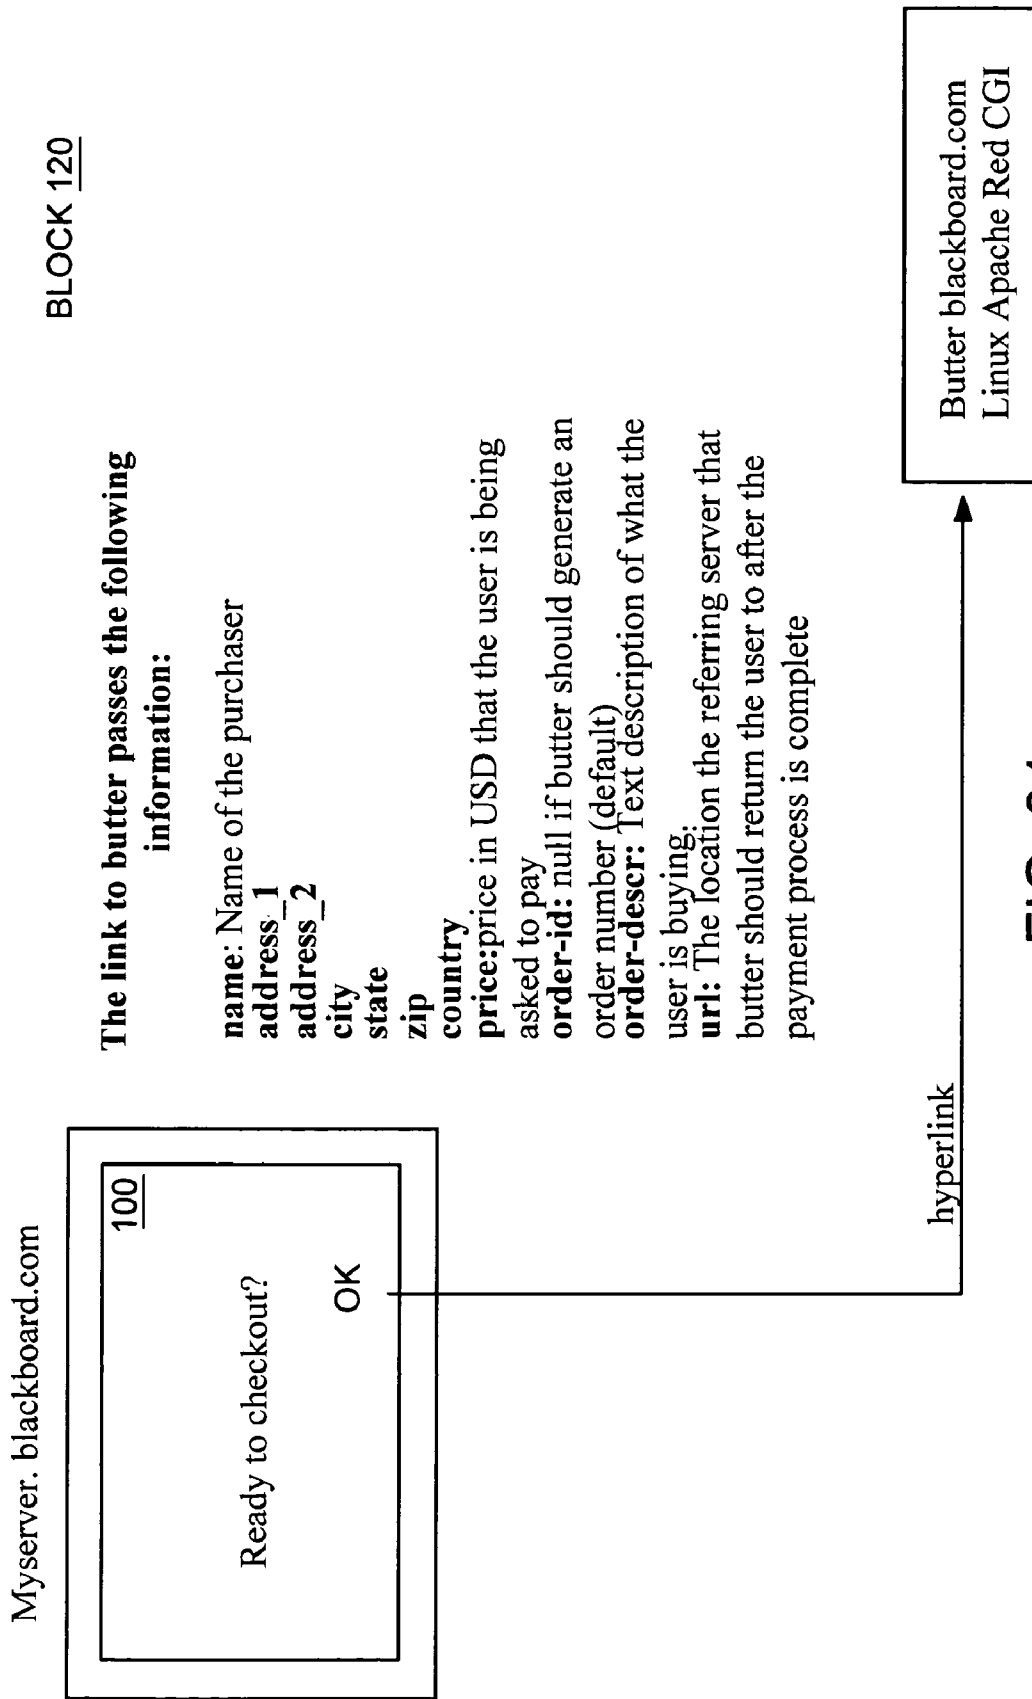 Myserver. blackboard.com
BLOCK 120
100
Ready to checkout?
OK
The link to butter passes the following
information:
name: Name of the purchaser
address_1
address_2
city
state
zip
country
price:price in USD that the user is being
asked to pay
order-id: null if butter should generate an
order number (default)
order-descr: Text description of what the
user is buying.
url: The location the referring server that
butter should return the user to after the
payment process is complete
hyperlink
Butter blackboard.com
Linux Apache Red CGI